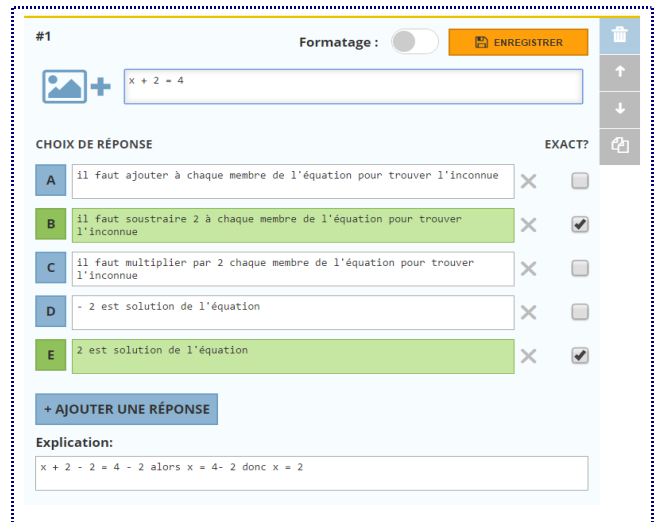 #1
Formatage :
ENREGISTRER
x + 2 = 4
CHOIX DE RÉPONSE
EXACT?
A
il faut ajouter à chaque membre de l'équation pour trouver l'inconnue
B
il faut soustraire 2 à chaque membre de l'équation pour trouver
l'inconnue
C
il faut multiplier par 2 chaque membre de l'équation pour trouver
l'inconnue
D
- 2 est solution de l'équation
E
2 est solution de l'équation
+ AJOUTER UNE RÉPONSE
Explication:
x + 2 - 2 = 4 - 2 alors x = 4- 2 donc x = 2